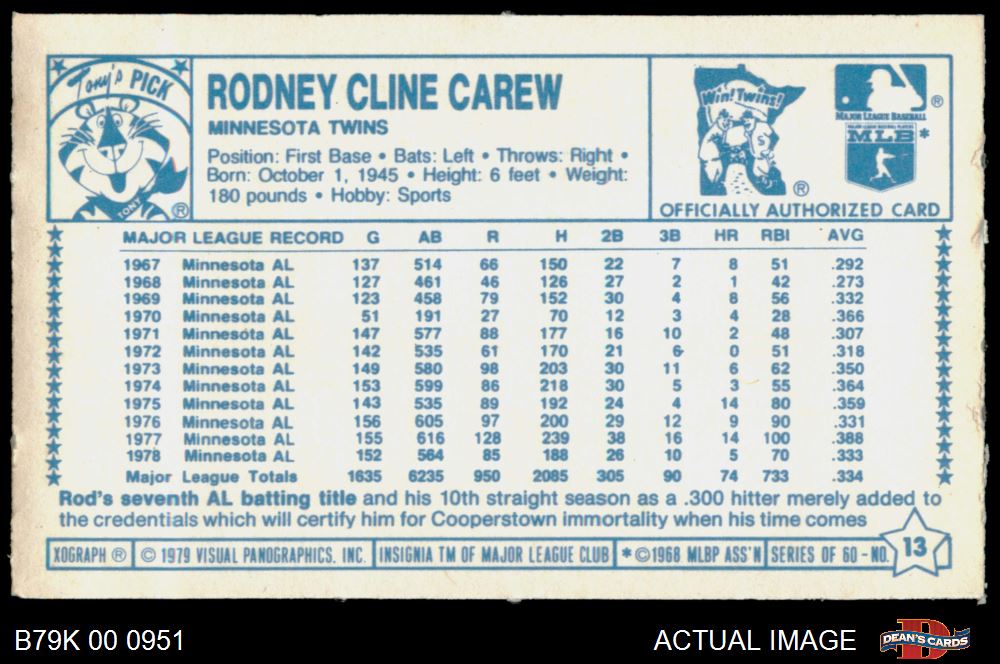 Tony's PICK
TONY
®
RODNEY CLINE CAREW
MINNESOTA TWINS
Position: First Base • Bats: Left • Throws: Right •
Born: October 1, 1945 • Height: 6 feet • Weight:
180 pounds • Hobby: Sports
Win! Twins!
®
MAJOR LEAGUE BASEBALL ®
MLB *
OFFICIALLY AUTHORIZED CARD
MAJOR LEAGUE RECORD G AB R H 2B 3B HR RBI AVG
1967 Minnesota AL 137 514 66 150 22 7 8 51 .292
1968 Minnesota AL 127 461 46 126 27 2 1 42 .273
1969 Minnesota AL 123 458 79 152 30 4 8 56 .332
1970 Minnesota AL 51 191 27 70 12 3 4 28 .366
1971 Minnesota AL 147 577 88 177 16 10 2 48 .307
1972 Minnesota AL 142 535 61 170 21 6 0 51 .318
1973 Minnesota AL 149 580 98 203 30 11 6 62 .350
1974 Minnesota AL 153 599 86 218 30 5 3 55 .364
1975 Minnesota AL 143 535 89 192 24 4 14 80 .359
1976 Minnesota AL 156 605 97 200 29 12 9 90 .331
1977 Minnesota AL 155 616 128 239 38 16 14 100 .388
1978 Minnesota AL 152 564 85 188 26 10 5 70 .333
Major League Totals 1635 6235 950 2085 305 90 74 733 .334
Rod's seventh AL batting title and his 10th straight season as a .300 hitter merely added to
the credentials which will certify him for Cooperstown immortality when his time comes
XOGRAPH ® © 1979 VISUAL PANOGRAPHICS, INC. INSIGNIA TM OF MAJOR LEAGUE CLUB *©1968 MLBP ASS'N SERIES OF 60 - NO. 13
B79K 00 0951 ACTUAL IMAGE DEAN'S CARDS